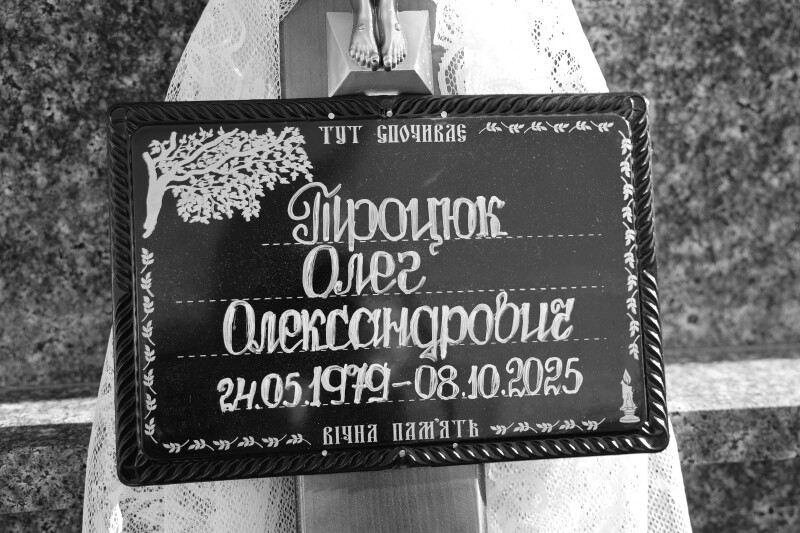 ТУТ СПОЧИВАЄ
Троцюк
Олег
Олександрович
24.05.1979-08.10.2025
ВІЧНА ПАМ'ЯТЬ